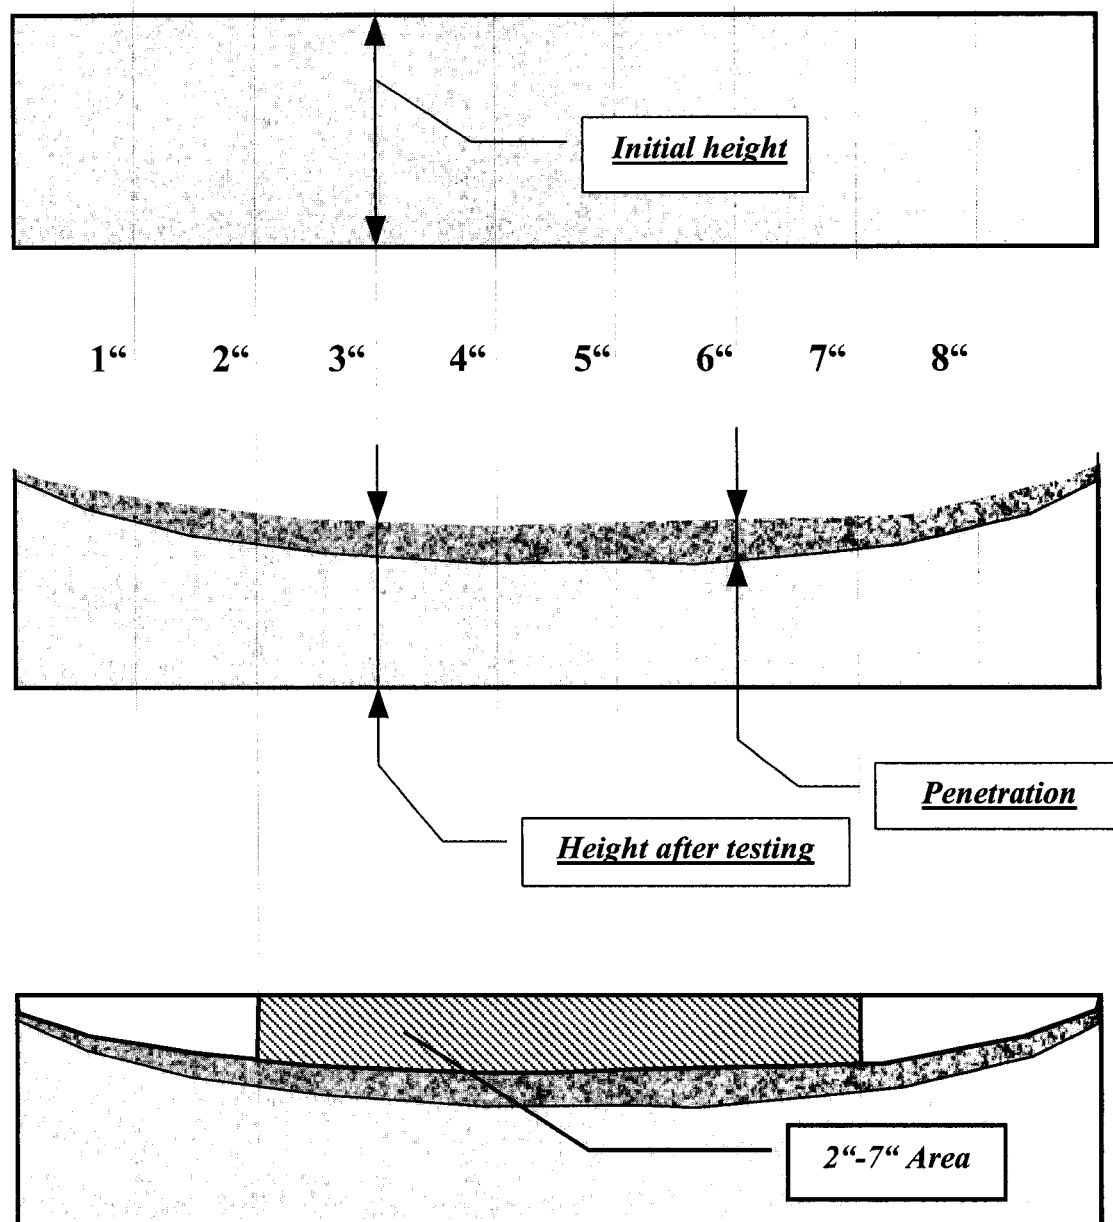 Initial height
1“ 2“ 3“ 4“ 5“ 6“ 7“ 8“
Penetration
Height after testing
2“-7“ Area